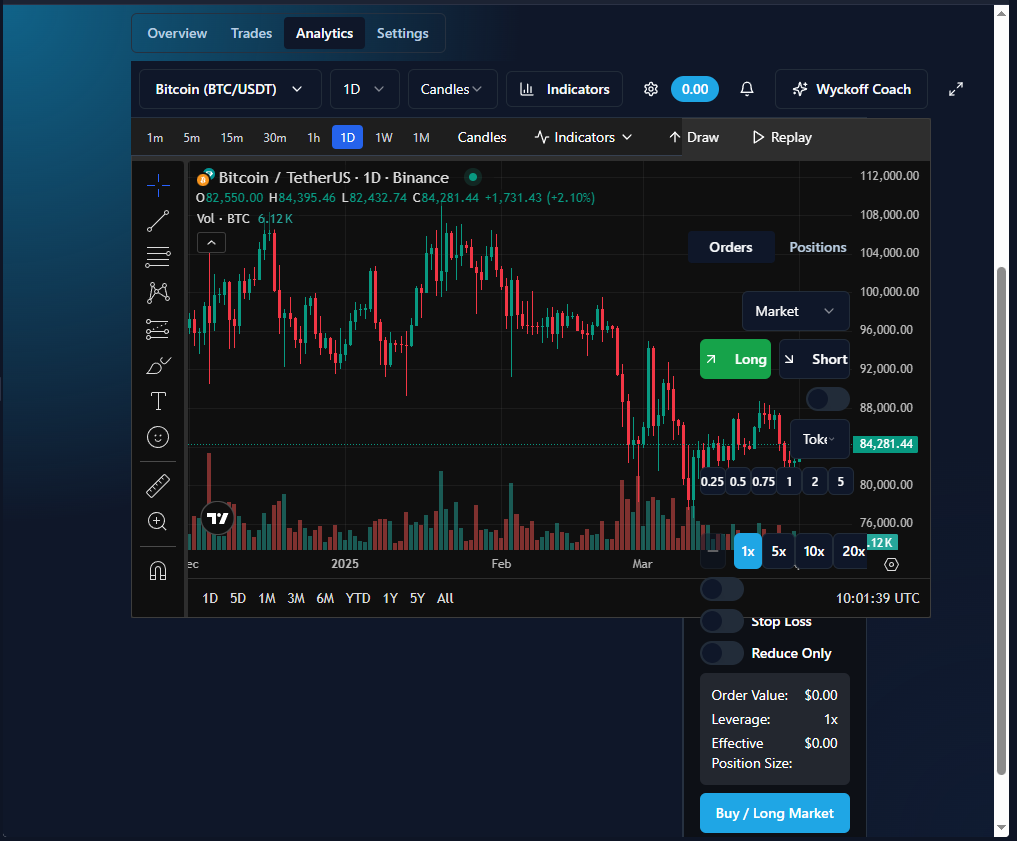 Overview Trades Analytics Settings
Bitcoin (BTC/USDT) 1D Candles Indicators 0.00 Wyckoff Coach
1m 5m 15m 30m 1h 1D 1W 1M Candles Indicators Draw Replay
Bitcoin / TetherUS · 1D · Binance
O82,550.00 H84,395.46 L82,432.74 C84,281.44 +1,731.43 (+2.10%)
Vol · BTC 6.12K
112,000.00
108,000.00
104,000.00
100,000.00
96,000.00
92,000.00
88,000.00
84,281.44
80,000.00
76,000.00
.12K
Orders Positions
Market
Long Short
Toke
0.25 0.5 0.75 1 2 5
1x 5x 10x 20x
ec 2025 Feb Mar
1D 5D 1M 3M 6M YTD 1Y 5Y All 10:01:39 UTC
Stop Loss
Reduce Only
Order Value: $0.00
Leverage: 1x
Effective $0.00
Position Size:
Buy / Long Market